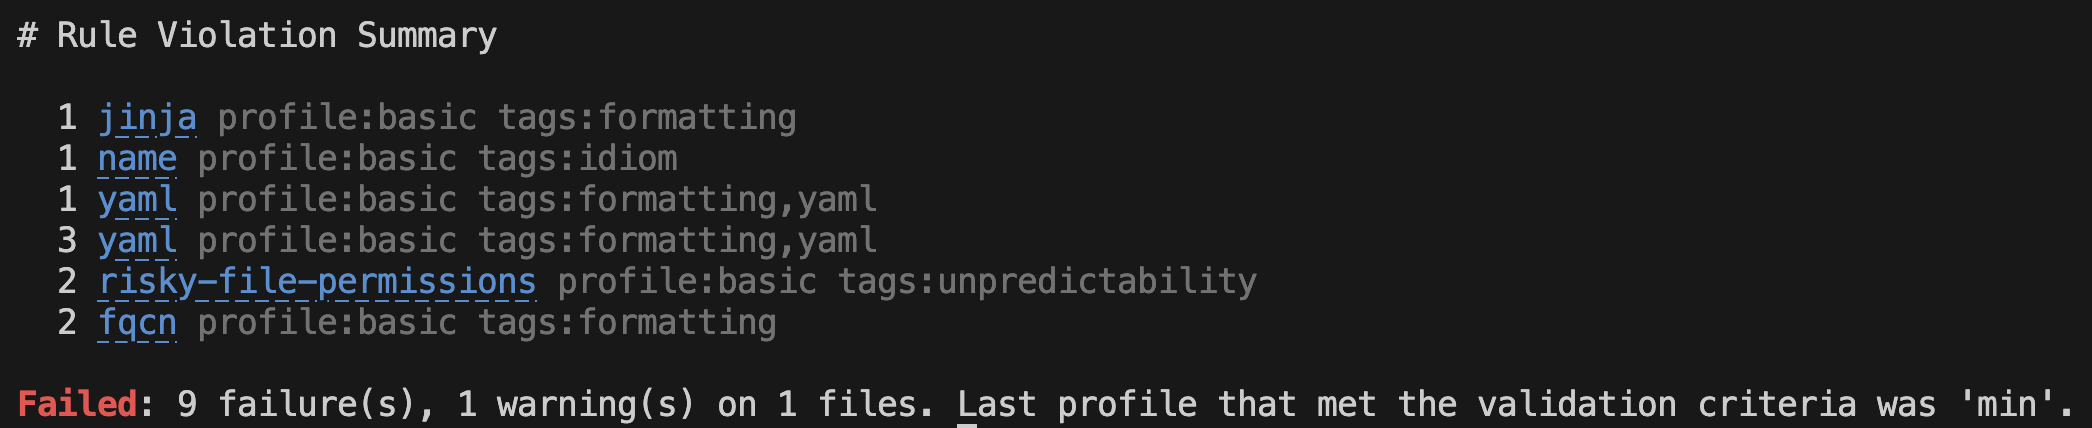 # Rule Violation Summary
1 jinja profile:basic tags:formatting
1 name profile:basic tags:idiom
1 yaml profile:basic tags:formatting,yaml
3 yaml profile:basic tags:formatting,yaml
2 risky-file-permissions profile:basic tags:unpredictability
2 fqcn profile:basic tags:formatting
Failed: 9 failure(s), 1 warning(s) on 1 files. Last profile that met the validation criteria was 'min'.